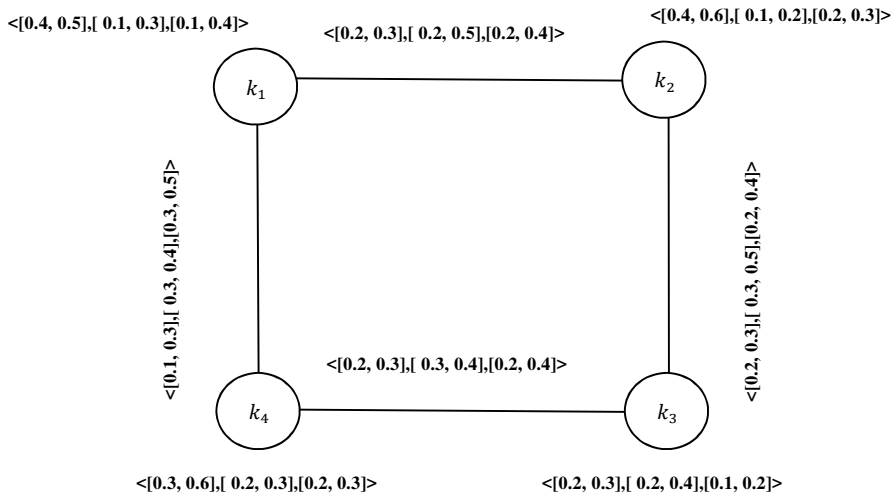 <[0.4, 0.5],[ 0.1, 0.3],[0.1, 0.4]>
<[0.2, 0.3],[ 0.2, 0.5],[0.2, 0.4]>
<[0.4, 0.6],[ 0.1, 0.2],[0.2, 0.3]>
k₁
k₂
<[0.1, 0.3],[ 0.3, 0.4],[0.3, 0.5]>
<[0.2, 0.3],[ 0.3, 0.5],[0.2, 0.4]>
<[0.2, 0.3],[ 0.3, 0.4],[0.2, 0.4]>
k₄
k₃
<[0.3, 0.6],[ 0.2, 0.3],[0.2, 0.3]>
<[0.2, 0.3],[ 0.2, 0.4],[0.1, 0.2]>